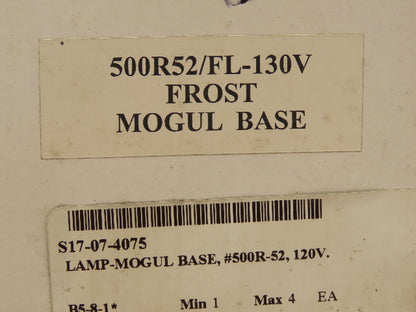 500R52/FL-130V
FROST
MOGUL BASE
S17-07-4075
LAMP-MOGUL BASE, #500R-52, 120V.
B5-8-1* Min 1 Max 4 EA